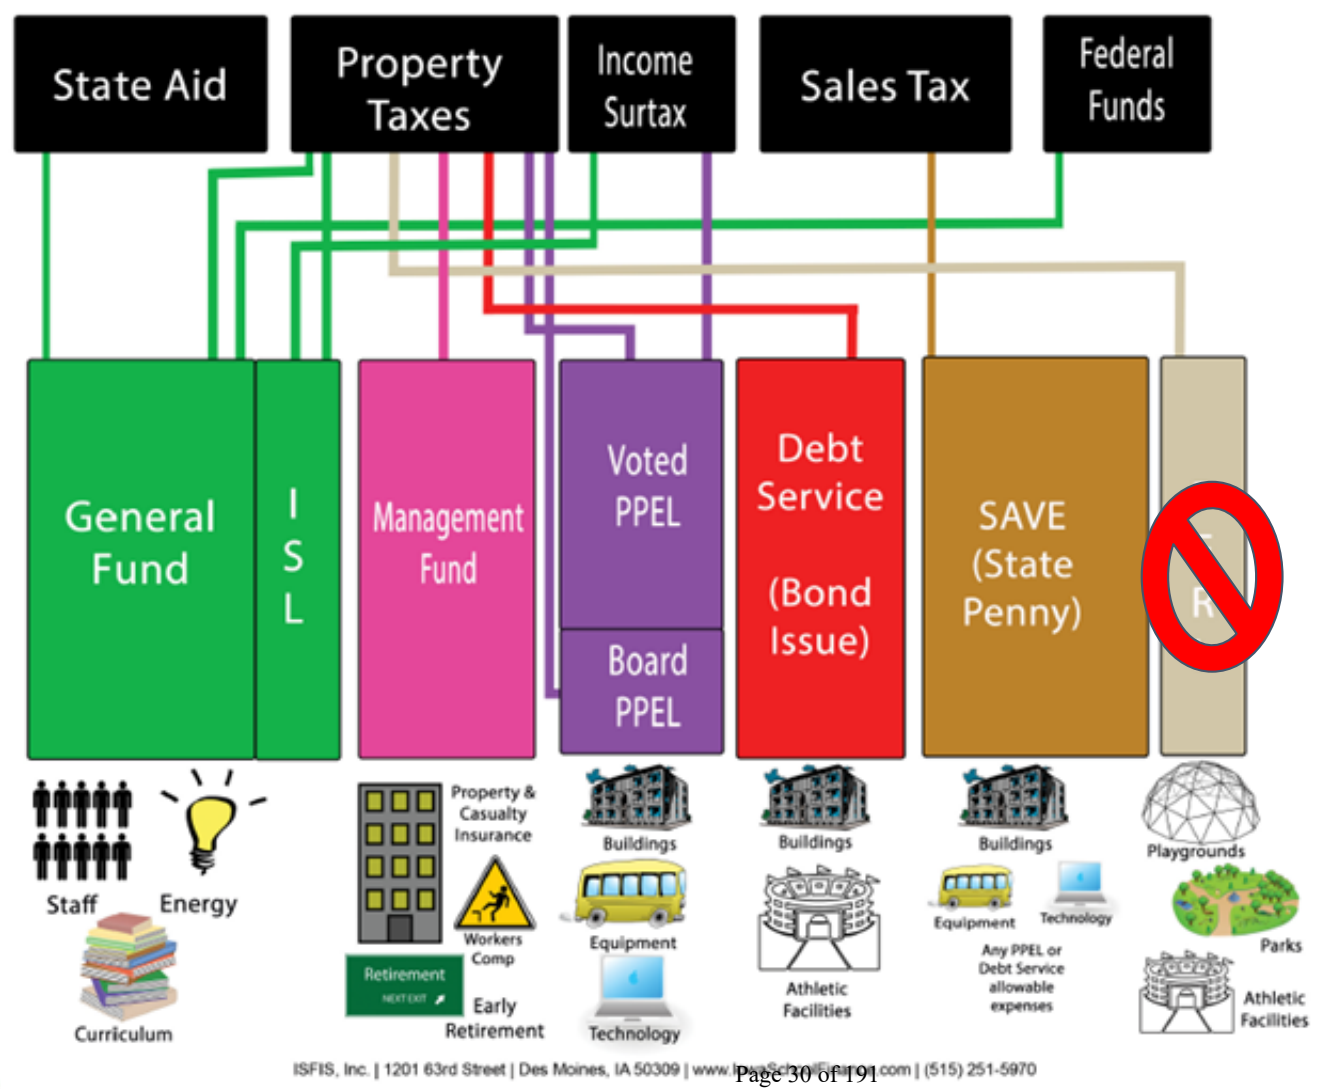 State Aid
Property
Taxes
Income
Surtax
Sales Tax
Federal
Funds
General
Fund
I
S
L
Management
Fund
Voted
PPEL
Board
PPEL
Debt
Service
(Bond
Issue)
SAVE
(State
Penny)
R
Staff
Energy
Curriculum
Property &
Casualty
Insurance
Workers
Comp
Retirement
NEXT EXIT
Early
Retirement
Buildings
Equipment
Technology
Buildings
Athletic
Facilities
Buildings
Equipment
Technology
Any PPEL or
Debt Service
allowable
expenses
Playgrounds
Parks
Athletic
Facilities
ISFIS, Inc. | 1201 63rd Street | Des Moines, IA 50309 | www.IowaSchoolFinance.com | (515) 251-5970
Page 30 of 191